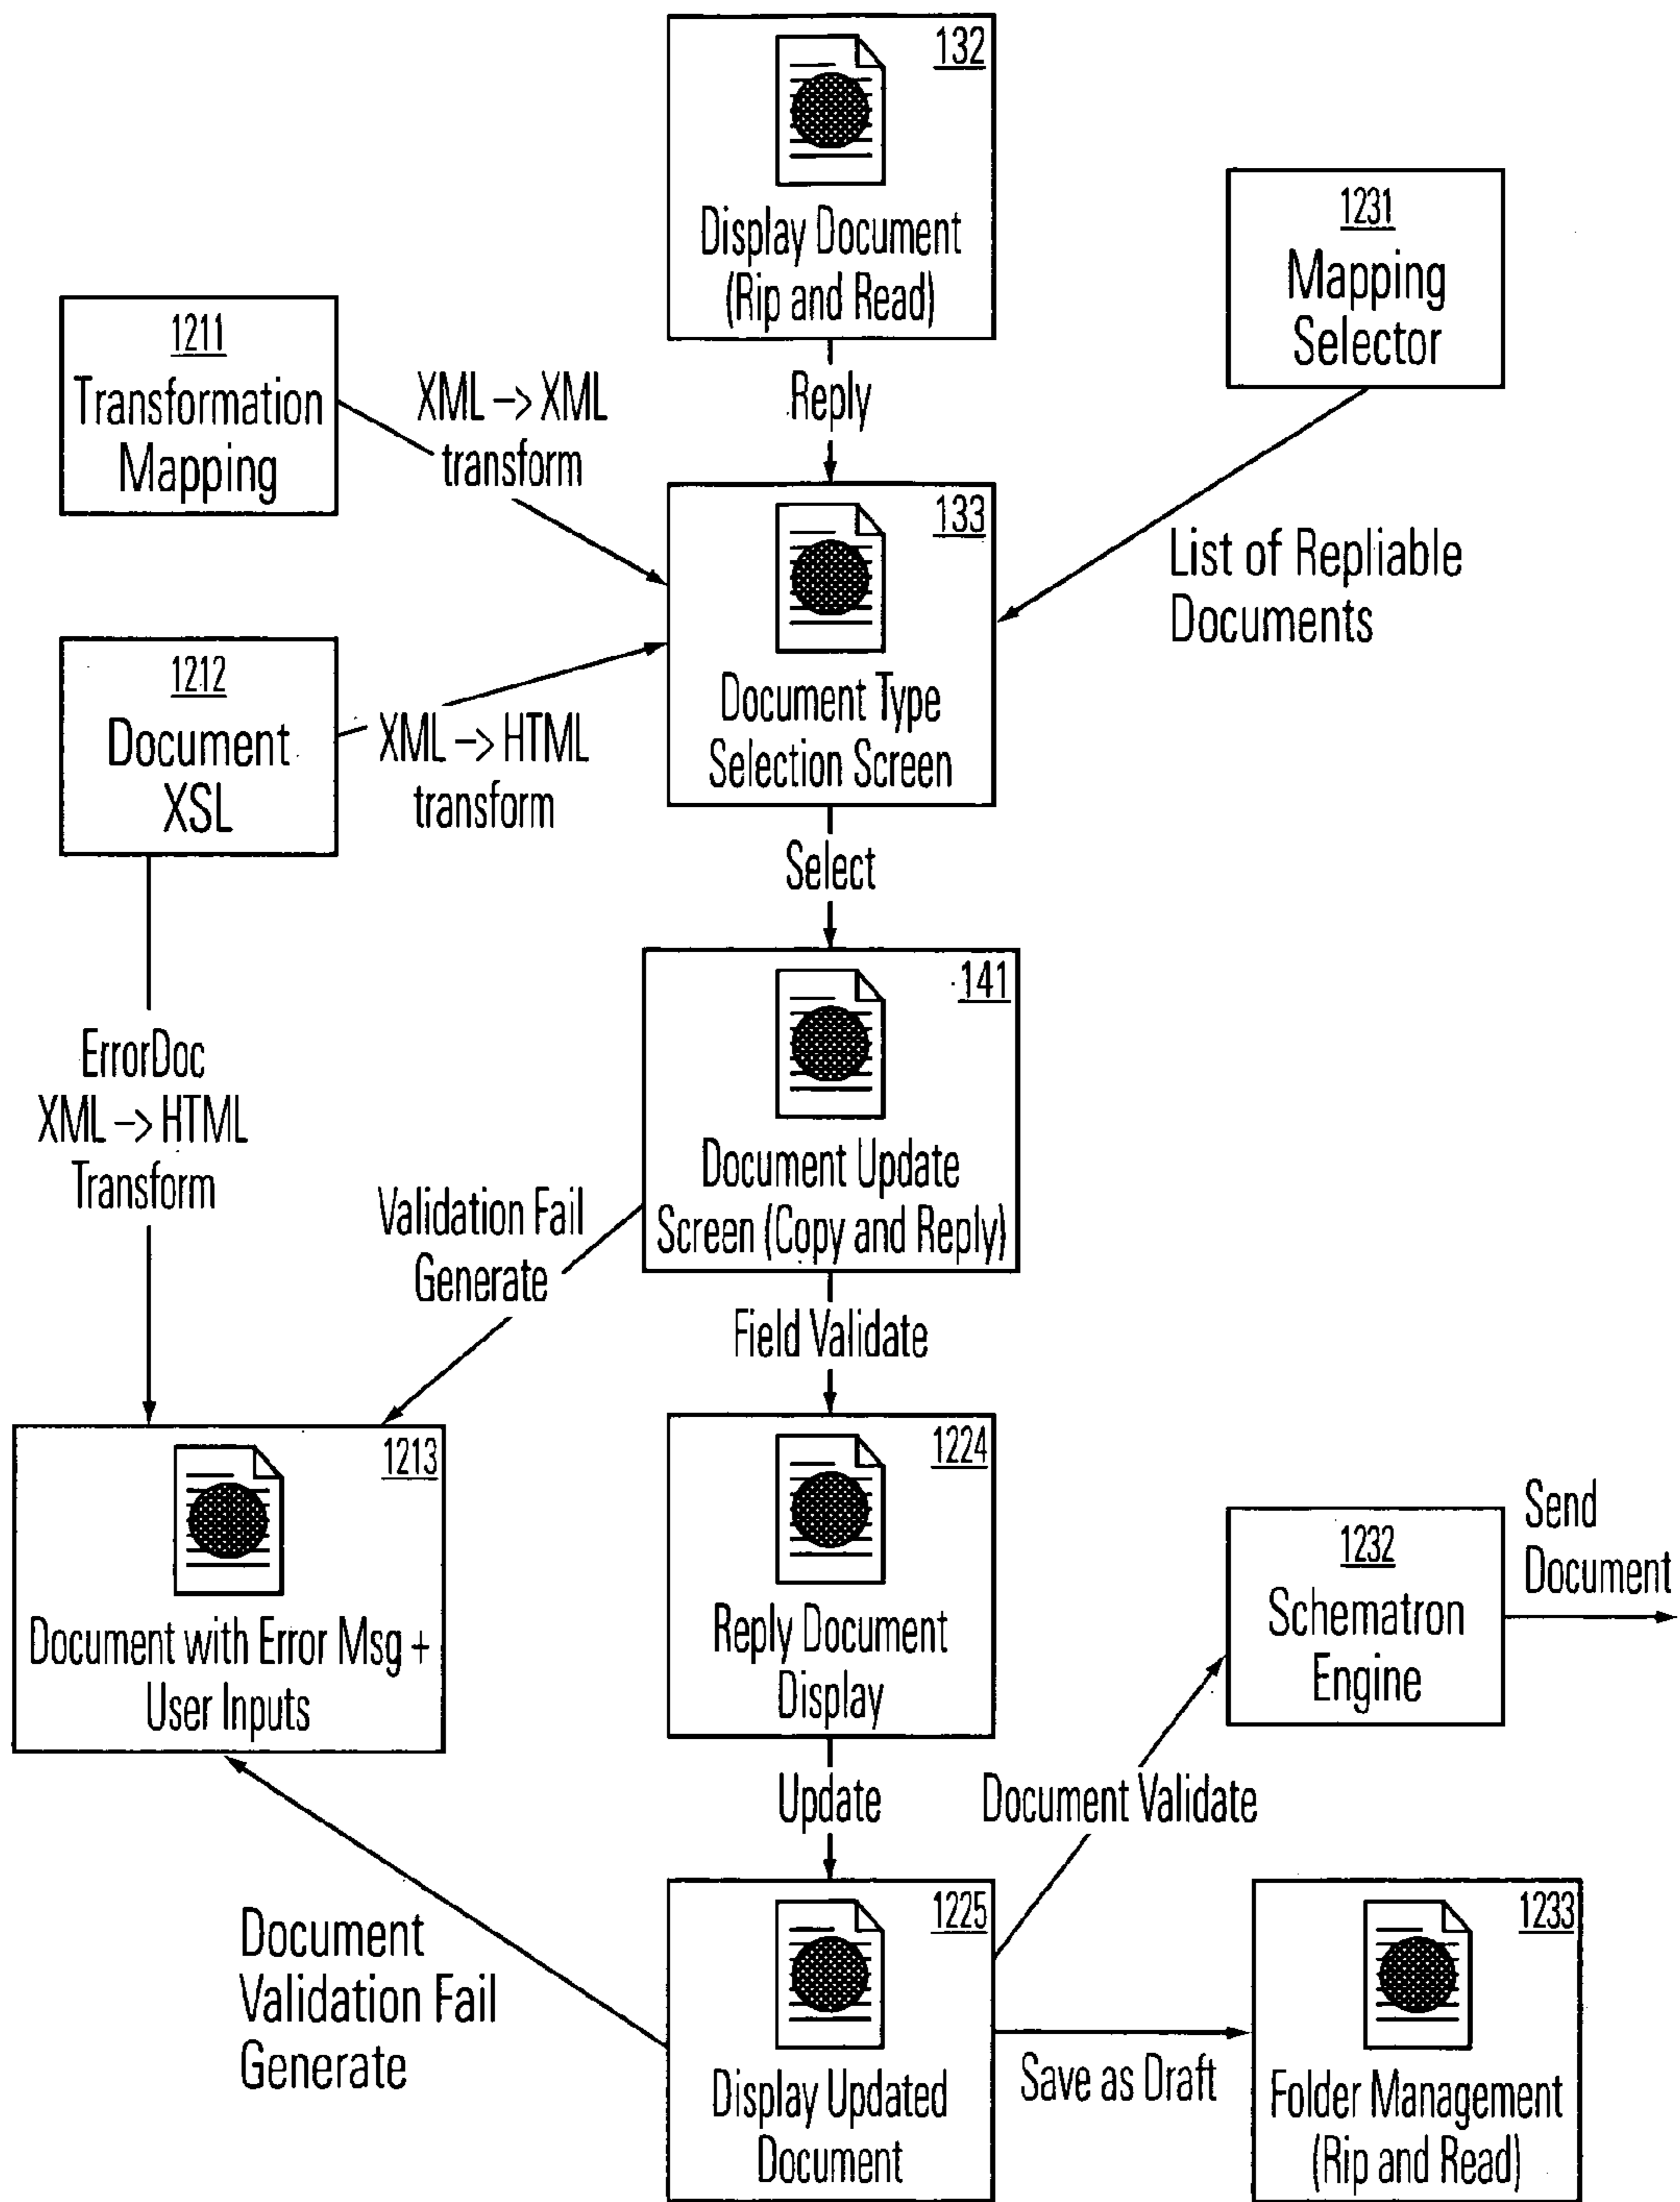 132
Display Document
(Rip and Read)
1231
Mapping
Selector
1211
Transformation
Mapping
XML –> XML
transform
Reply
133
Document Type
Selection Screen
List of Repliable
Documents
1212
Document
XSL
XML –> HTML
transform
Select
141
Document Update
Screen (Copy and Reply)
ErrorDoc
XML –> HTML
Transform
Validation Fail
Generate
Field Validate
1213
Document with Error Msg +
User Inputs
1224
Reply Document
Display
1232
Schematron
Engine
Send
Document
Update
Document Validate
Document
Validation Fail
Generate
1225
Display Updated
Document
Save as Draft
1233
Folder Management
(Rip and Read)